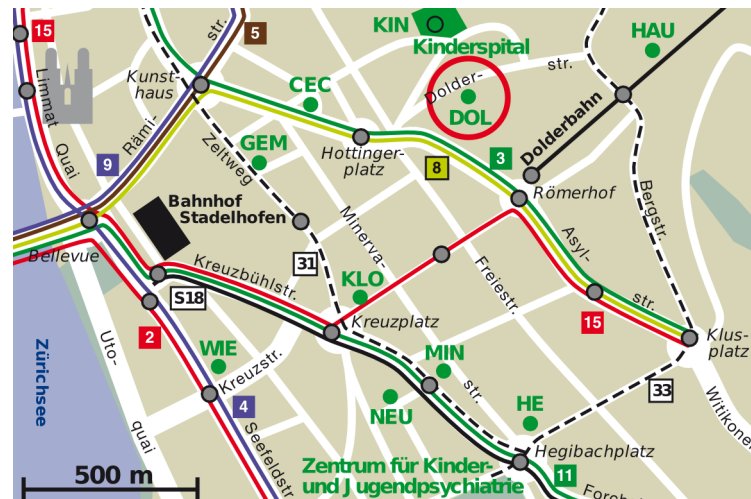 15
str.
5
KIN
Kinderspital
HAU
Limmat
Quai
Kunst-
haus
CEC
Dolder-
str.
DOL
Dolderbahn
9
Rämi-
GEM
Zeltweg
Hottinger-
platz
8
3
Römerhof
Bergstr.
Bahnhof
Stadelhofen
Minerva-
Asyl-
Bellevue
31
Kreuzbühlstr.
S18
KLO
Freiestr.
str.
2
15
Kreuzplatz
Klus-
platz
Zürichsee
Uto-
WIE
Kreuzstr.
MIN
str.
33
4
NEU
HE
Witikoner
quai
Seefeldstr.
Hegibachplatz
500 m
Zentrum für Kinder-
und Jugendpsychiatrie
11